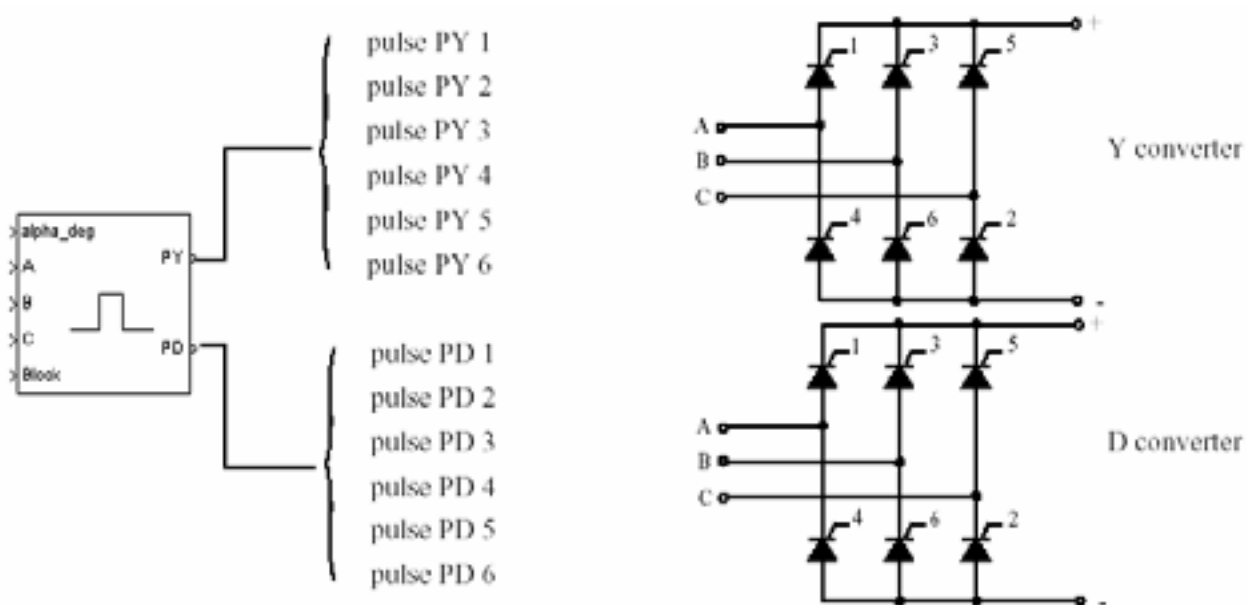 alpha_deg
A
B
C
Block
PY
PD
pulse PY 1
pulse PY 2
pulse PY 3
pulse PY 4
pulse PY 5
pulse PY 6
pulse PD 1
pulse PD 2
pulse PD 3
pulse PD 4
pulse PD 5
pulse PD 6
+
1 3 5
A
B
C
Y converter
4 6 2
-
+
1 3 5
A
B
C
D converter
4 6 2
-